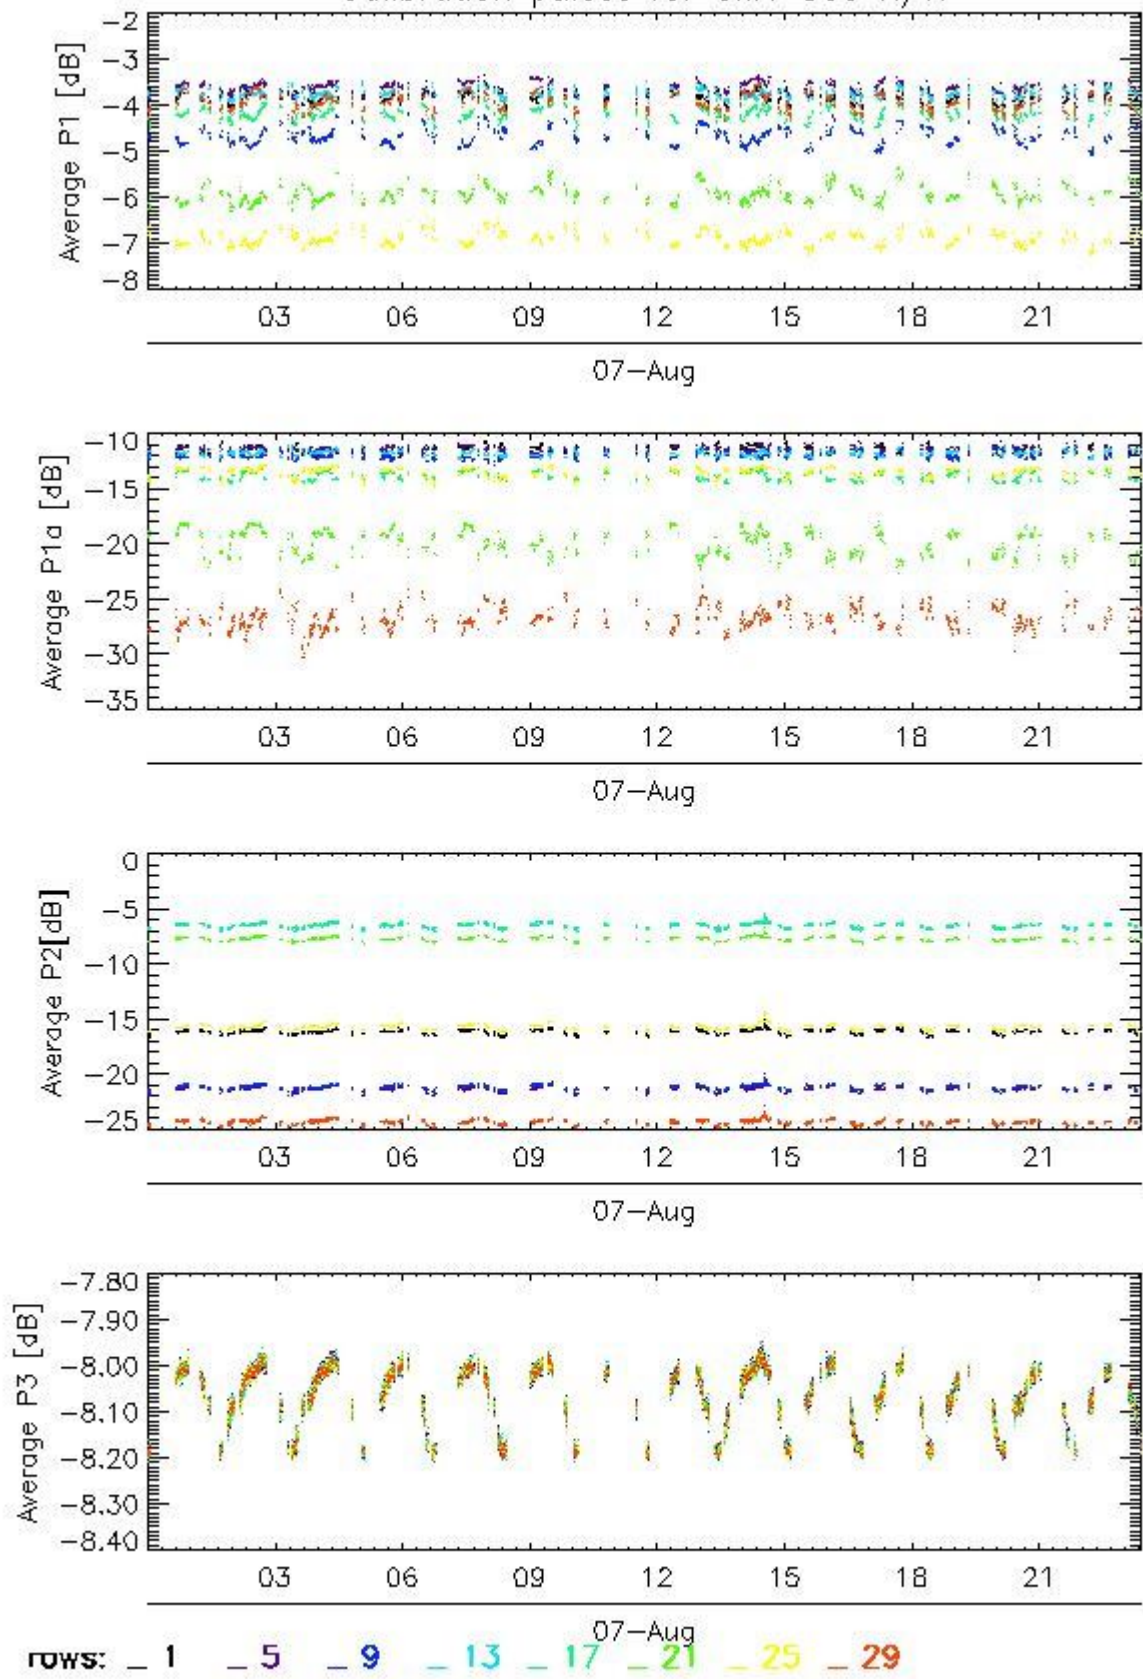 Average P1 [dB]
-2
-3
-4
-5
-6
-7
-8
03 06 09 12 15 18 21
07-Aug
Average P1a [dB]
-10
-15
-20
-25
-30
-35
03 06 09 12 15 18 21
07-Aug
Average P2[dB]
0
-5
-10
-15
-20
-25
03 06 09 12 15 18 21
07-Aug
Average P3 [dB]
-7.80
-7.90
-8.00
-8.10
-8.20
-8.30
-8.40
03 06 09 12 15 18 21
07-Aug
rows: _ 1 _ 5 _ 9 _ 13 _ 17 _ 21 _ 25 _ 29